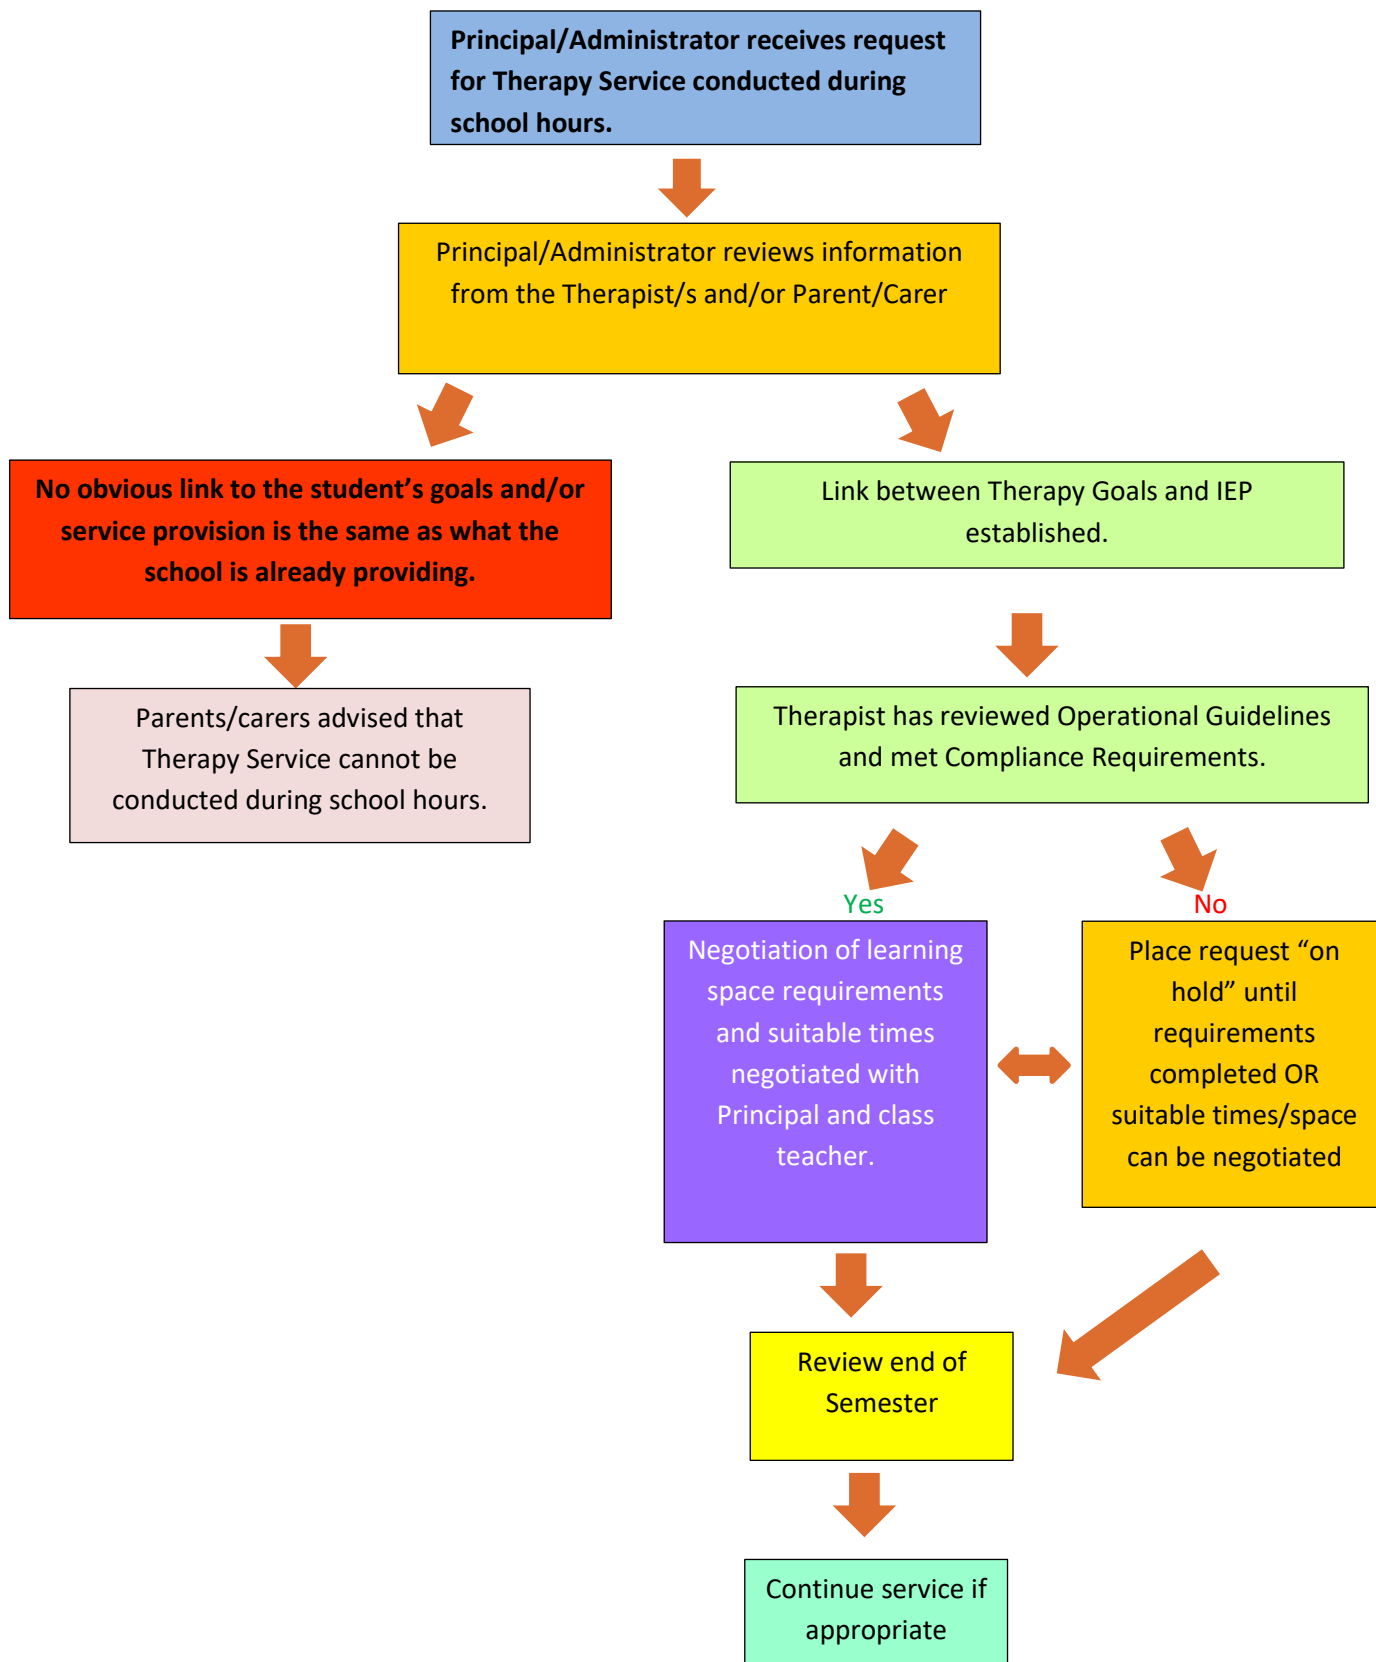 Principal/Administrator receives request
for Therapy Service conducted during
school hours.
Principal/Administrator reviews information
from the Therapist/s and/or Parent/Carer
No obvious link to the student’s goals and/or
service provision is the same as what the
school is already providing.
Link between Therapy Goals and IEP
established.
Parents/carers advised that
Therapy Service cannot be
conducted during school hours.
Therapist has reviewed Operational Guidelines
and met Compliance Requirements.
Yes
No
Negotiation of learning
space requirements
and suitable times
negotiated with
Principal and class
teacher.
Place request “on
hold” until
requirements
completed OR
suitable times/space
can be negotiated
Review end of
Semester
Continue service if
appropriate